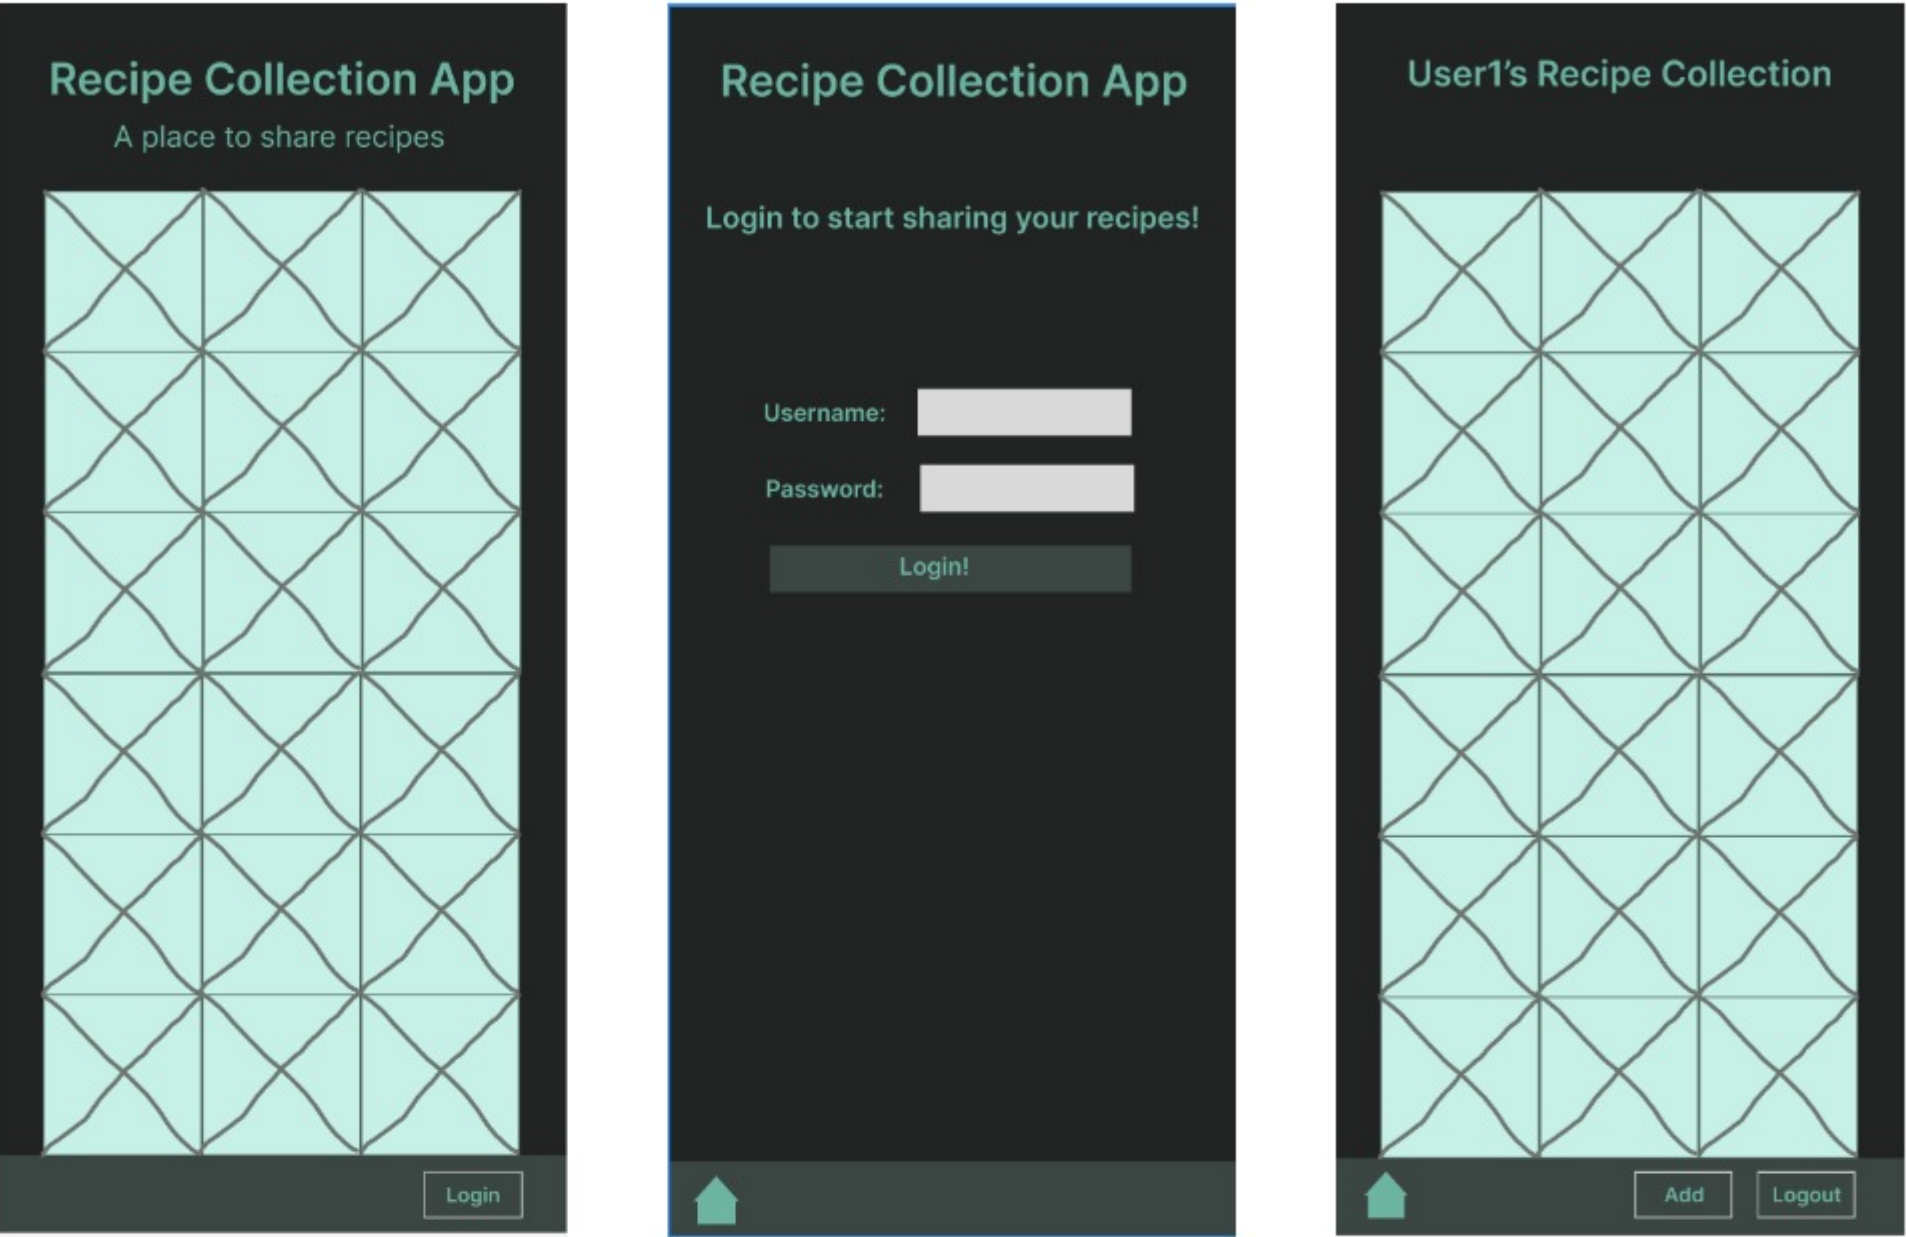 Recipe Collection App
A place to share recipes
Login
Recipe Collection App
Login to start sharing your recipes!
Username:
Password:
Login!
User1’s Recipe Collection
Add
Logout